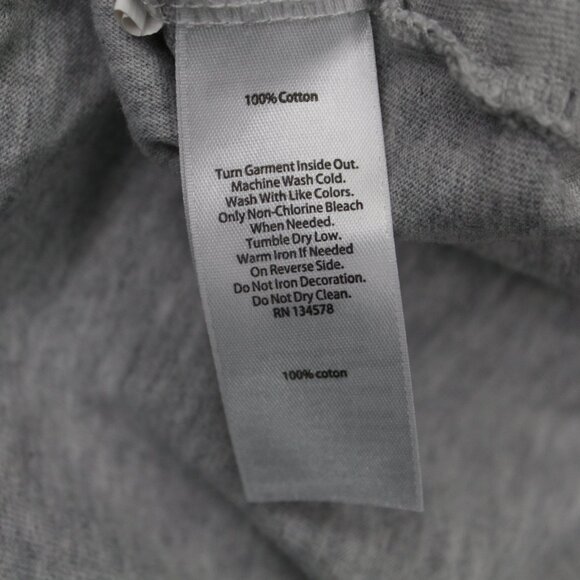 100% Cotton
Turn Garment Inside Out.
Machine Wash Cold.
Wash With Like Colors.
Only Non-Chlorine Bleach
When Needed.
Tumble Dry Low.
Warm Iron If Needed
On Reverse Side.
Do Not Iron Decoration.
Do Not Dry Clean.
RN 134578
100% coton